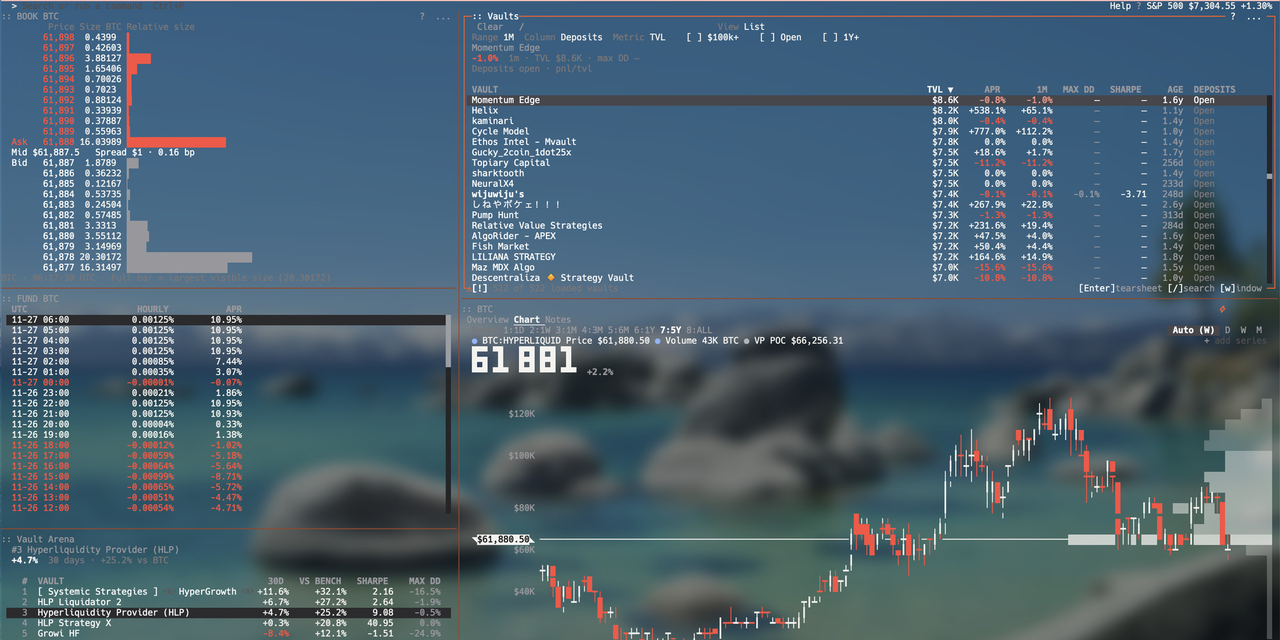 > Search or run a command Ctrl+P
Help ? S&P 500 $7,304.55 +1.30%
:: BOOK BTC ? ...
Price Size BTC Relative size
61,898 0.4399
61,897 0.42603
61,896 3.88127
61,895 1.65406
61,894 0.70026
61,893 0.7023
61,892 0.88124
61,891 0.33939
61,890 0.37887
61,889 0.55963
Ask 61,888 16.03989
Mid $61,887.5 Spread $1 · 0.16 bp
Bid 61,887 1.8789
61,886 0.36232
61,885 0.12167
61,884 0.53735
61,883 0.24504
61,882 0.57485
61,881 3.3313
61,880 3.55112
61,879 3.14969
61,878 20.30172
61,877 16.31497
:: FUND BTC
UTC HOURLY APR
11-27 06:00 0.00125% 10.95%
11-27 05:00 0.00125% 10.95%
11-27 04:00 0.00125% 10.95%
11-27 03:00 0.00125% 10.95%
11-27 02:00 0.00085% 7.44%
11-27 01:00 0.00035% 3.07%
11-27 00:00 -0.00001% -0.07%
11-26 23:00 0.00021% 1.86%
11-26 22:00 0.00125% 10.95%
11-26 21:00 0.00125% 10.93%
11-26 20:00 0.00004% 0.33%
11-26 19:00 0.00016% 1.38%
11-26 18:00 -0.00012% -1.02%
11-26 17:00 -0.00059% -5.18%
11-26 16:00 -0.00064% -5.64%
11-26 15:00 -0.00099% -8.71%
11-26 14:00 -0.00065% -5.72%
11-26 13:00 -0.00051% -4.47%
11-26 12:00 -0.00054% -4.71%
:: Vault Arena
#3 Hyperliquidity Provider (HLP)
+4.7% 30 days · +25.2% vs BTC
# VAULT 30D VS BENCH SHARPE MAX DD
1 [ Systemic Strategies ] HyperGrowth +11.6% +32.1% 2.16 -16.5%
2 HLP Liquidator 2 +6.7% +27.2% 2.64 -1.9%
3 Hyperliquidity Provider (HLP) +4.7% +25.2% 9.08 -0.5%
4 HLP Strategy X +0.3% +20.8% 40.95 0.0%
5 Growi HF -8.4% +12.1% -1.51 -24.9%
:: Vaults ? ...
Clear / View List
Range 1M Column Deposits Metric TVL [ ] $100k+ [ ] Open [ ] 1Y+
Momentum Edge
-1.0% 1m · TVL $8.6K · max DD —
Deposits open · pnl/tvl
VAULT TVL ▼ APR 1M MAX DD SHARPE AGE DEPOSITS
Momentum Edge $8.6K -0.8% -1.0% — — 1.6y Open
Helix $8.2K +538.1% +65.1% — — 1.1y Open
kaminari $8.0K -0.4% -0.4% — — 1.0y Open
Cycle Model $7.9K +777.0% +112.2% — — 1.4y Open
Ethos Intel - Mvault $7.8K 0.0% 0.0% — — 1.4y Open
Gucky_2coin_1dot25x $7.5K +18.6% +1.7% — — 1.7y Open
Topiary Capital $7.5K -11.2% -11.2% — — 256d Open
sharktooth $7.5K 0.0% 0.0% — — 1.4y Open
NeuralX4 $7.5K 0.0% 0.0% — — 233d Open
wijuwiju's $7.4K -0.1% -0.1% -0.1% -3.71 248d Open
しねやボケェ!!! $7.4K +267.9% +22.8% — — 2.6y Open
Pump Hunt $7.3K -1.3% -1.3% — — 313d Open
Relative Value Strategies $7.2K +231.6% +19.4% — — 284d Open
AlgoRider - APEX $7.2K +47.5% +4.0% — — 1.6y Open
Fish Market $7.2K +50.4% +4.4% — — 1.4y Open
LILIANA STRATEGY $7.2K +164.6% +14.9% — — 1.8y Open
Maz MDX Algo $7.0K -15.6% -15.6% — — 1.5y Open
Descentraliza 🔸 Strategy Vault $7.0K -10.8% -10.8% — — 1.0y Open
[!] 522 of 522 loaded vaults [Enter]tearsheet [/]search [w]indow
:: BTC
Overview Chart Notes
1:1D 2:1W 3:1M 4:3M 5:6M 6:1Y 7:5Y 8:ALL Auto (W) D W M
● BTC:HYPERLIQUID Price $61,880.50 ● Volume 43K BTC ● VP POC $66,256.31 + add series
61881 +2.2%
$120K
$100K
$80K
$61,880.50
$60K
$40K